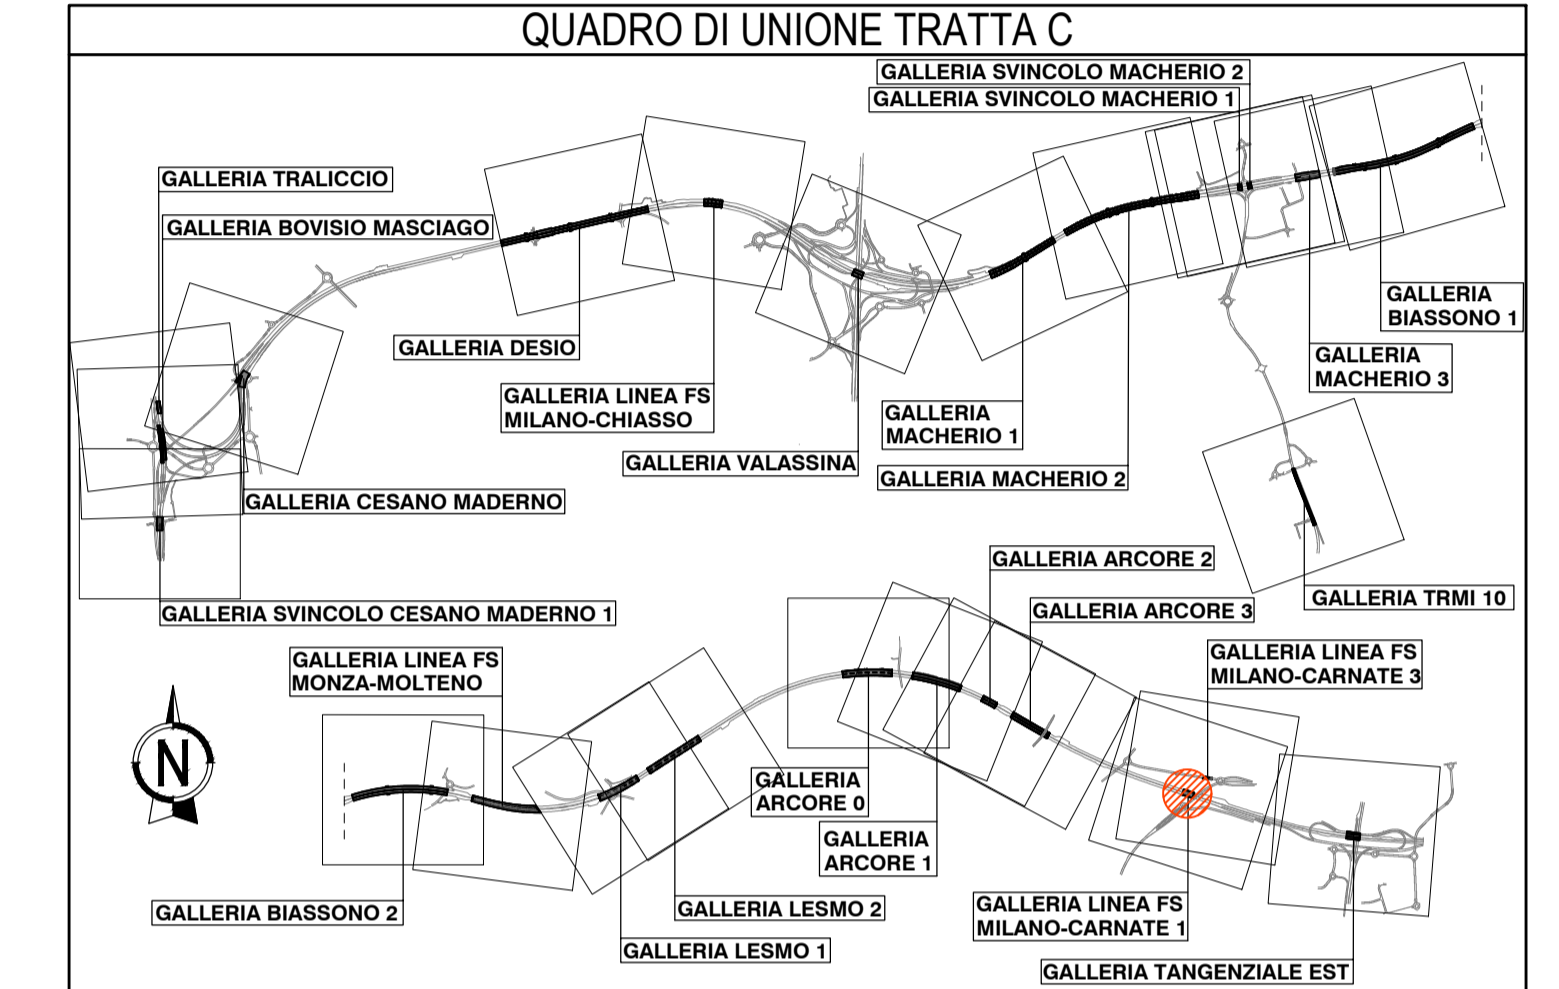 QUADRO DI UNIONE TRATTA C
GALLERIA SVINCOLO MACHERIO 2
GALLERIA SVINCOLO MACHERIO 1
GALLERIA TRALICCIO
GALLERIA BOVISIO MASCIAGO
GALLERIA
BIASSONO 1
GALLERIA DESIO
GALLERIA
MACHERIO 3
GALLERIA LINEA FS
MILANO-CHIASSO
GALLERIA
MACHERIO 1
GALLERIA VALASSINA
GALLERIA MACHERIO 2
GALLERIA CESANO MADERNO
GALLERIA ARCORE 2
GALLERIA TRMI 10
GALLERIA SVINCOLO CESANO MADERNO 1
GALLERIA ARCORE 3
GALLERIA LINEA FS
MONZA-MOLTENO
GALLERIA LINEA FS
MILANO-CARNATE 3
N
GALLERIA
ARCORE 0
GALLERIA
ARCORE 1
GALLERIA BIASSONO 2
GALLERIA LESMO 2
GALLERIA LINEA FS
MILANO-CARNATE 1
GALLERIA LESMO 1
GALLERIA TANGENZIALE EST